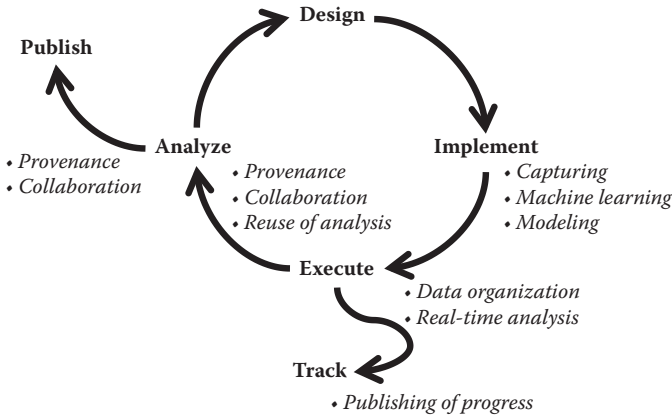 Design
Publish
Analyze
Implement
• Provenance
• Collaboration
• Provenance
• Collaboration
• Reuse of analysis
• Capturing
• Machine learning
• Modeling
Execute
• Data organization
• Real-time analysis
Track
• Publishing of progress